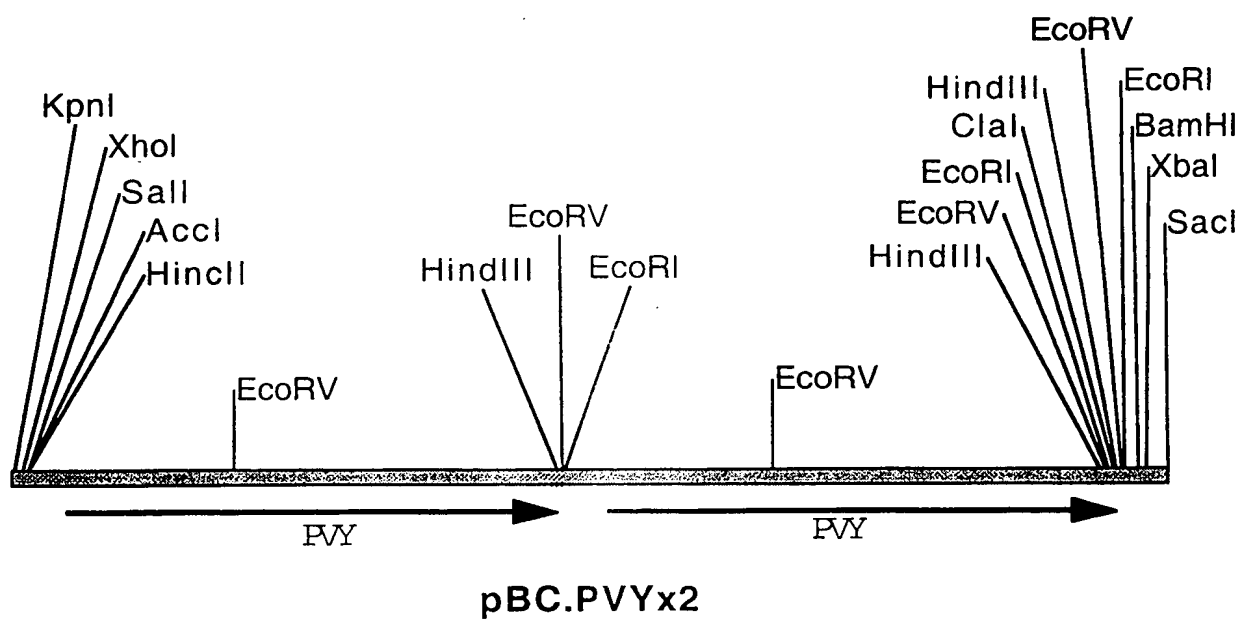 KpnI
XhoI
SalI
AccI
HincII
EcoRV
HindIII
EcoRV
EcoRI
EcoRV
HindIII
EcoRV
EcoRI
ClaI
HindIII
EcoRV
EcoRI
BamHI
XbaI
SacI
PVY
PVY
pBC.PVYx2